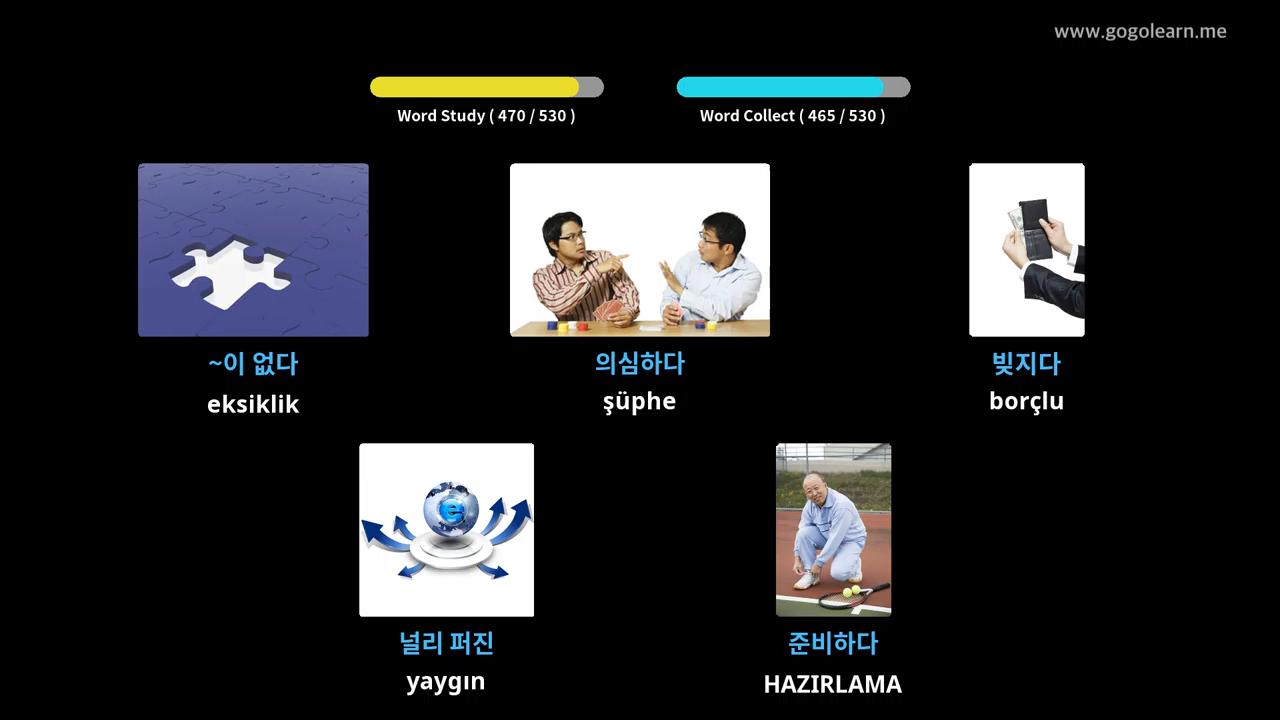 www.gogolearn.me
Word Study ( 470 / 530 )
Word Collect ( 465 / 530 )
~이 없다
eksiklik
의심하다
şüphe
빚지다
borçlu
널리 퍼진
yaygın
준비하다
HAZIRLAMA